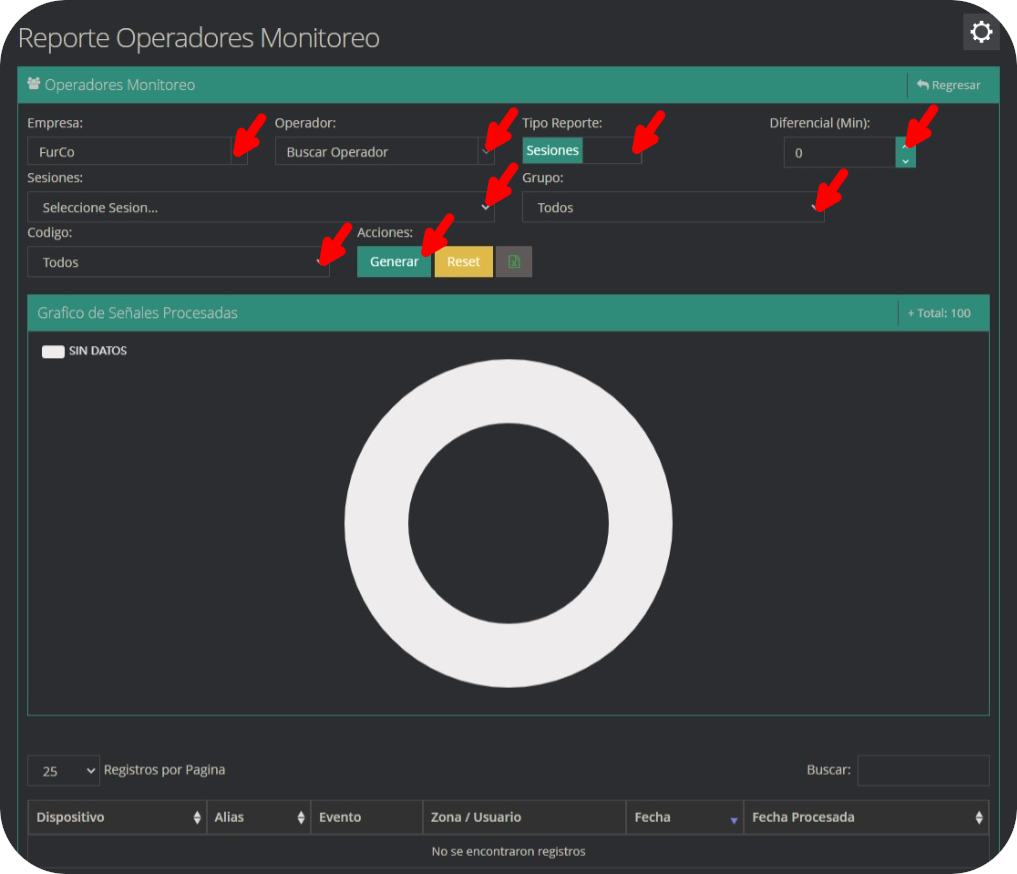 Reporte Operadores Monitoreo
Operadores Monitoreo
Regresar
Empresa:
Operador:
Tipo Reporte:
Diferencial (Min):
FurCo
Buscar Operador
Sesiones
0
Sesiones:
Grupo:
Seleccione Sesion...
Todos
Codigo:
Acciones:
Todos
Generar
Reset
Grafico de Señales Procesadas
+ Total: 100
SIN DATOS
25
Registros por Pagina
Buscar:
Dispositivo
Alias
Evento
Zona / Usuario
Fecha
Fecha Procesada
No se encontraron registros